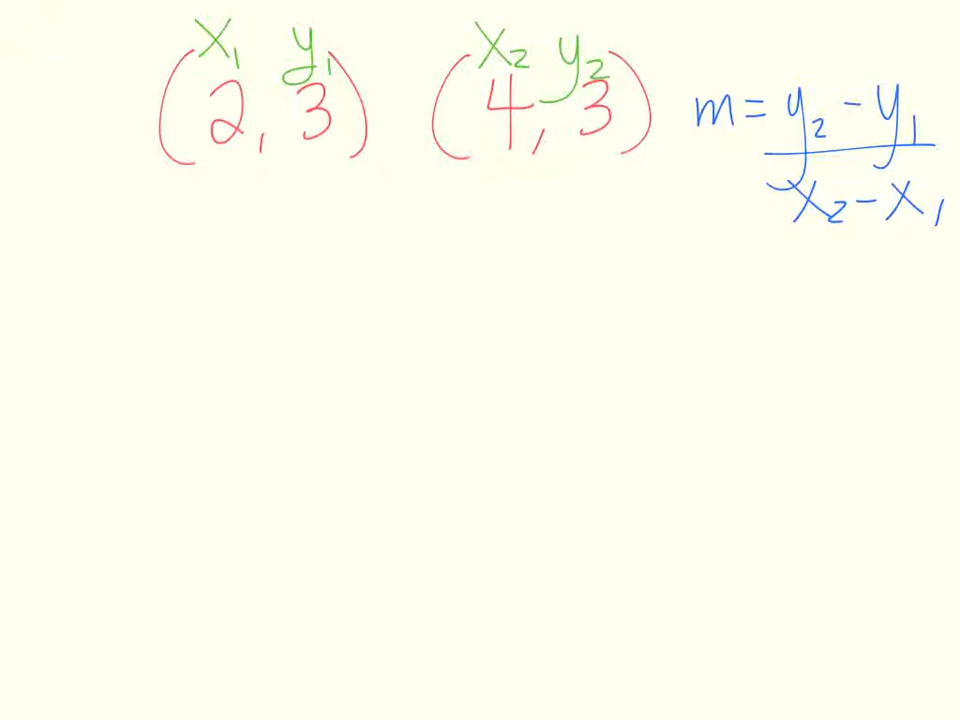 x₁ y₁ x₂ y₂
(2, 3) (4, 3) m = y₂ - y₁
x₂ - x₁